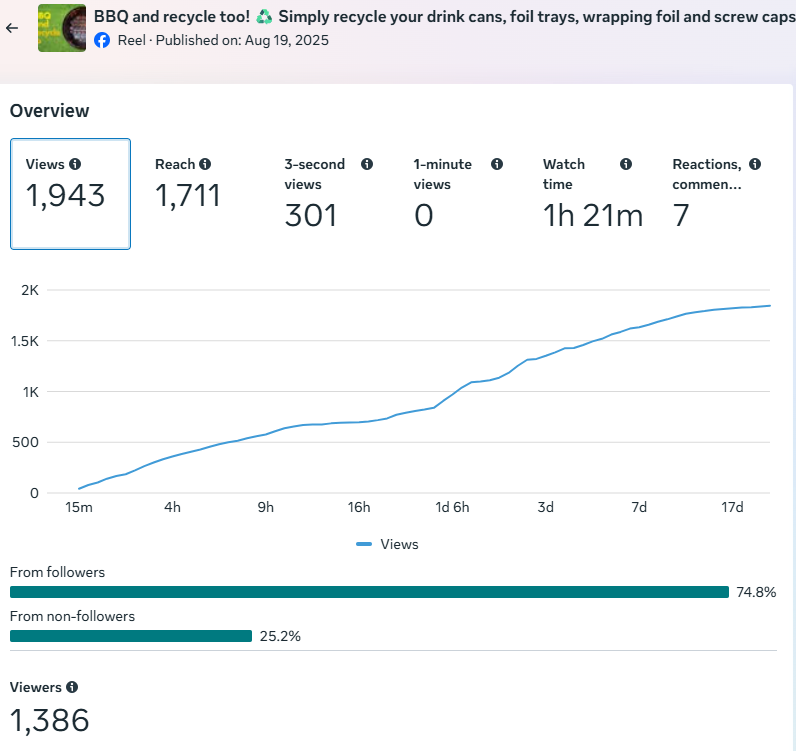 BBQ and recycle too! ♻️ Simply recycle your drink cans, foil trays, wrapping foil and screw caps
Reel · Published on: Aug 19, 2025
Overview
Views
1,943
Reach
1,711
3-second
views
301
1-minute
views
0
Watch
time
1h 21m
Reactions,
commen...
7
2K
1.5K
1K
500
0
15m 4h 9h 16h 1d 6h 3d 7d 17d
Views
From followers
74.8%
From non-followers
25.2%
Viewers
1,386